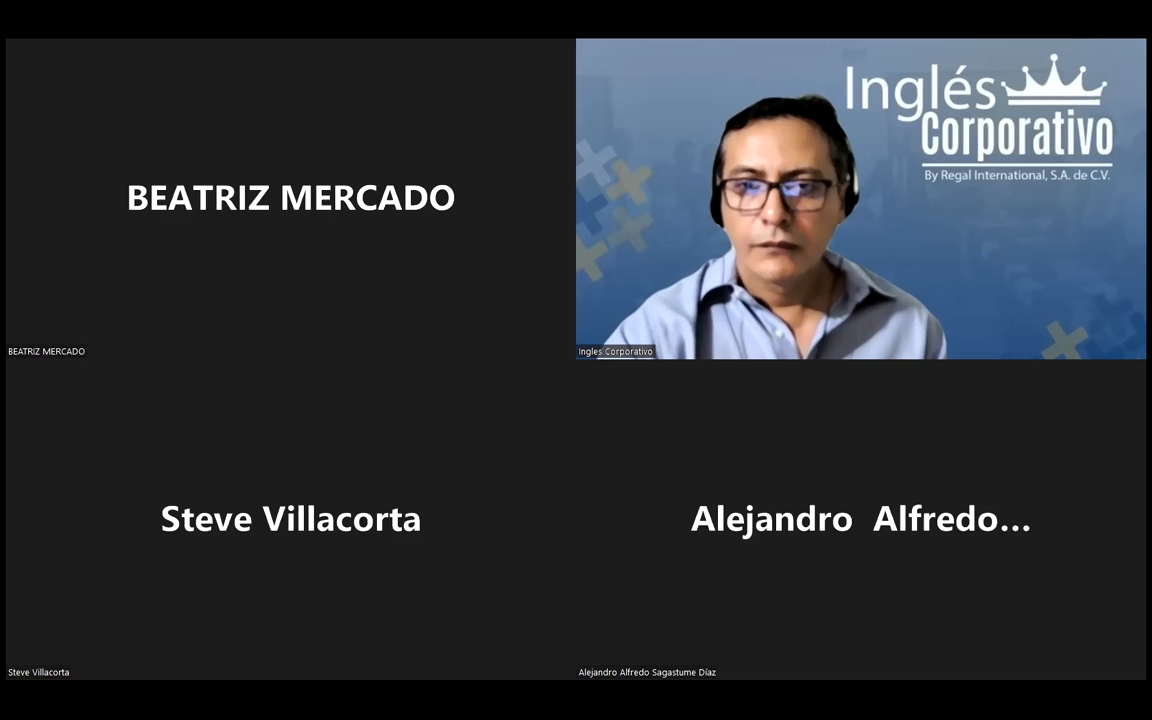 BEATRIZ MERCADO
BEATRIZ MERCADO
Inglés
Corporativo
By Regal International, S.A. de C.V.
Ingles Corporativo
Steve Villacorta
Steve Villacorta
Alejandro Alfredo...
Alejandro Alfredo Sagastume Díaz